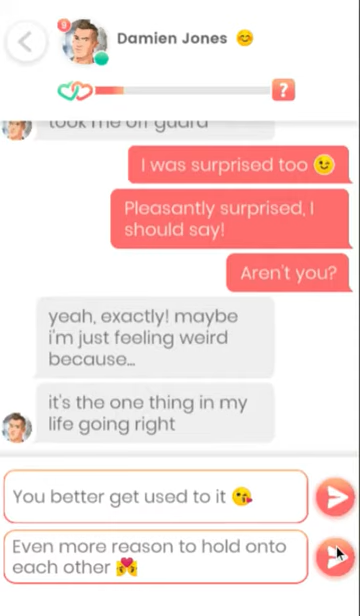 9
Damien Jones 😊
?
took me off guard
I was surprised too 😉
Pleasantly surprised, I
should say!
Aren't you?
yeah, exactly! maybe
i'm just feeling weird
because...
it's the one thing in my
life going right
You better get used to it 😘
Even more reason to hold onto
each other 👩‍❤️‍👨